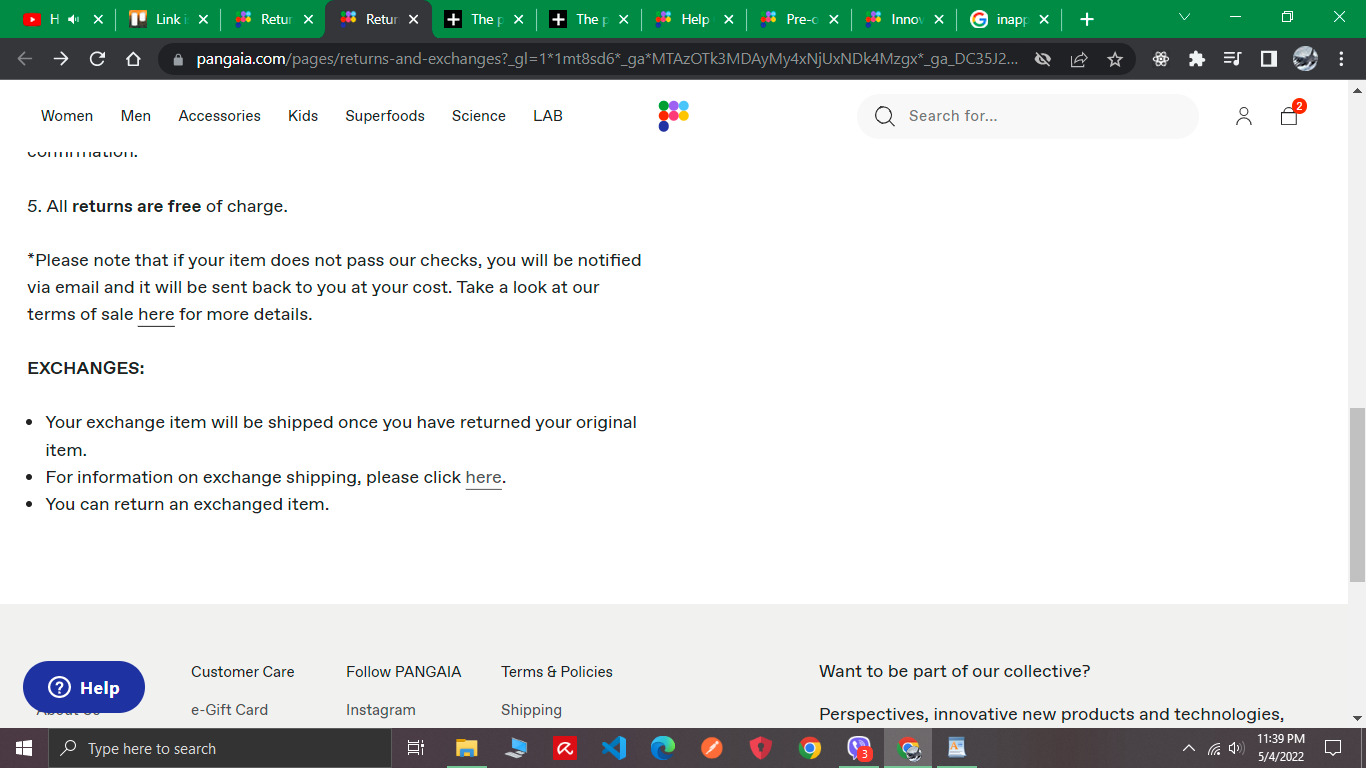 H
Link i
Retur
Retur
The p
The p
Help
Pre-o
Innov
inapp
pangaia.com/pages/returns-and-exchanges?_gl=1*1mt8sd6*_ga*MTAzOTk3MDAyMy4xNjUxNDk4Mzgx*_ga_DC35J2...
Women Men Accessories Kids Superfoods Science LAB
Search for...
2
confirmation.
5. All returns are free of charge.
*Please note that if your item does not pass our checks, you will be notified
via email and it will be sent back to you at your cost. Take a look at our
terms of sale here for more details.
EXCHANGES:
Your exchange item will be shipped once you have returned your original
item.
For information on exchange shipping, please click here.
You can return an exchanged item.
Help
About Us
Customer Care
e-Gift Card
Follow PANGAIA
Instagram
Terms & Policies
Shipping
Want to be part of our collective?
Perspectives, innovative new products and technologies,
Type here to search
3
11:39 PM
5/4/2022